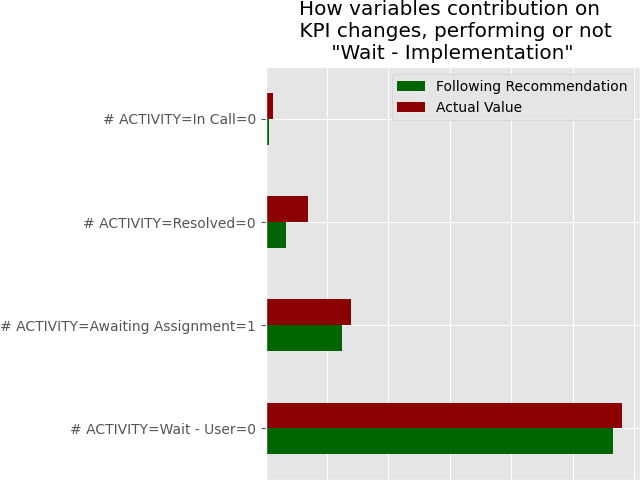 How variables contribution on
KPI changes, performing or not
"Wait - Implementation"
Following Recommendation
Actual Value
# ACTIVITY=In Call=0
# ACTIVITY=Resolved=0
# ACTIVITY=Awaiting Assignment=1
# ACTIVITY=Wait - User=0